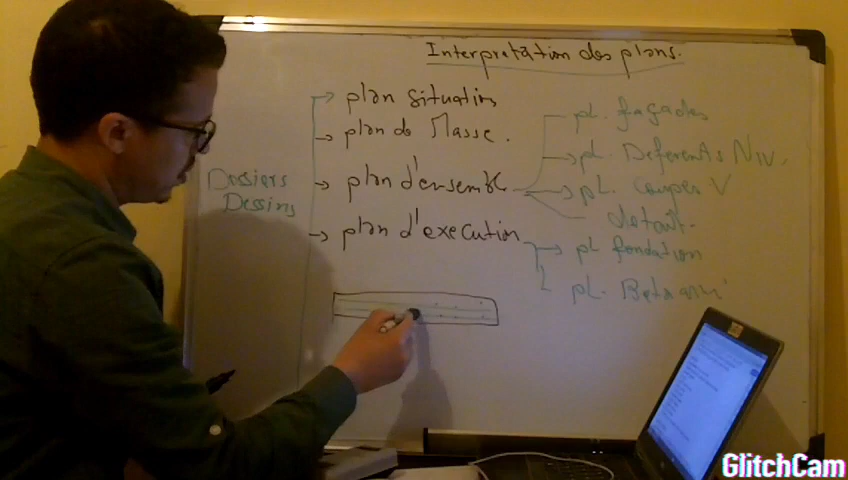 Interpretation des plans.
plan situation
plan de Masse.
Dossiers
Dessins
plan d'ensemble
plan d'execution
pl. façades
pl. Deferents Niv.
pl. coupes V
detail.
pl fondation
pl. Beton armé
GlitchCam